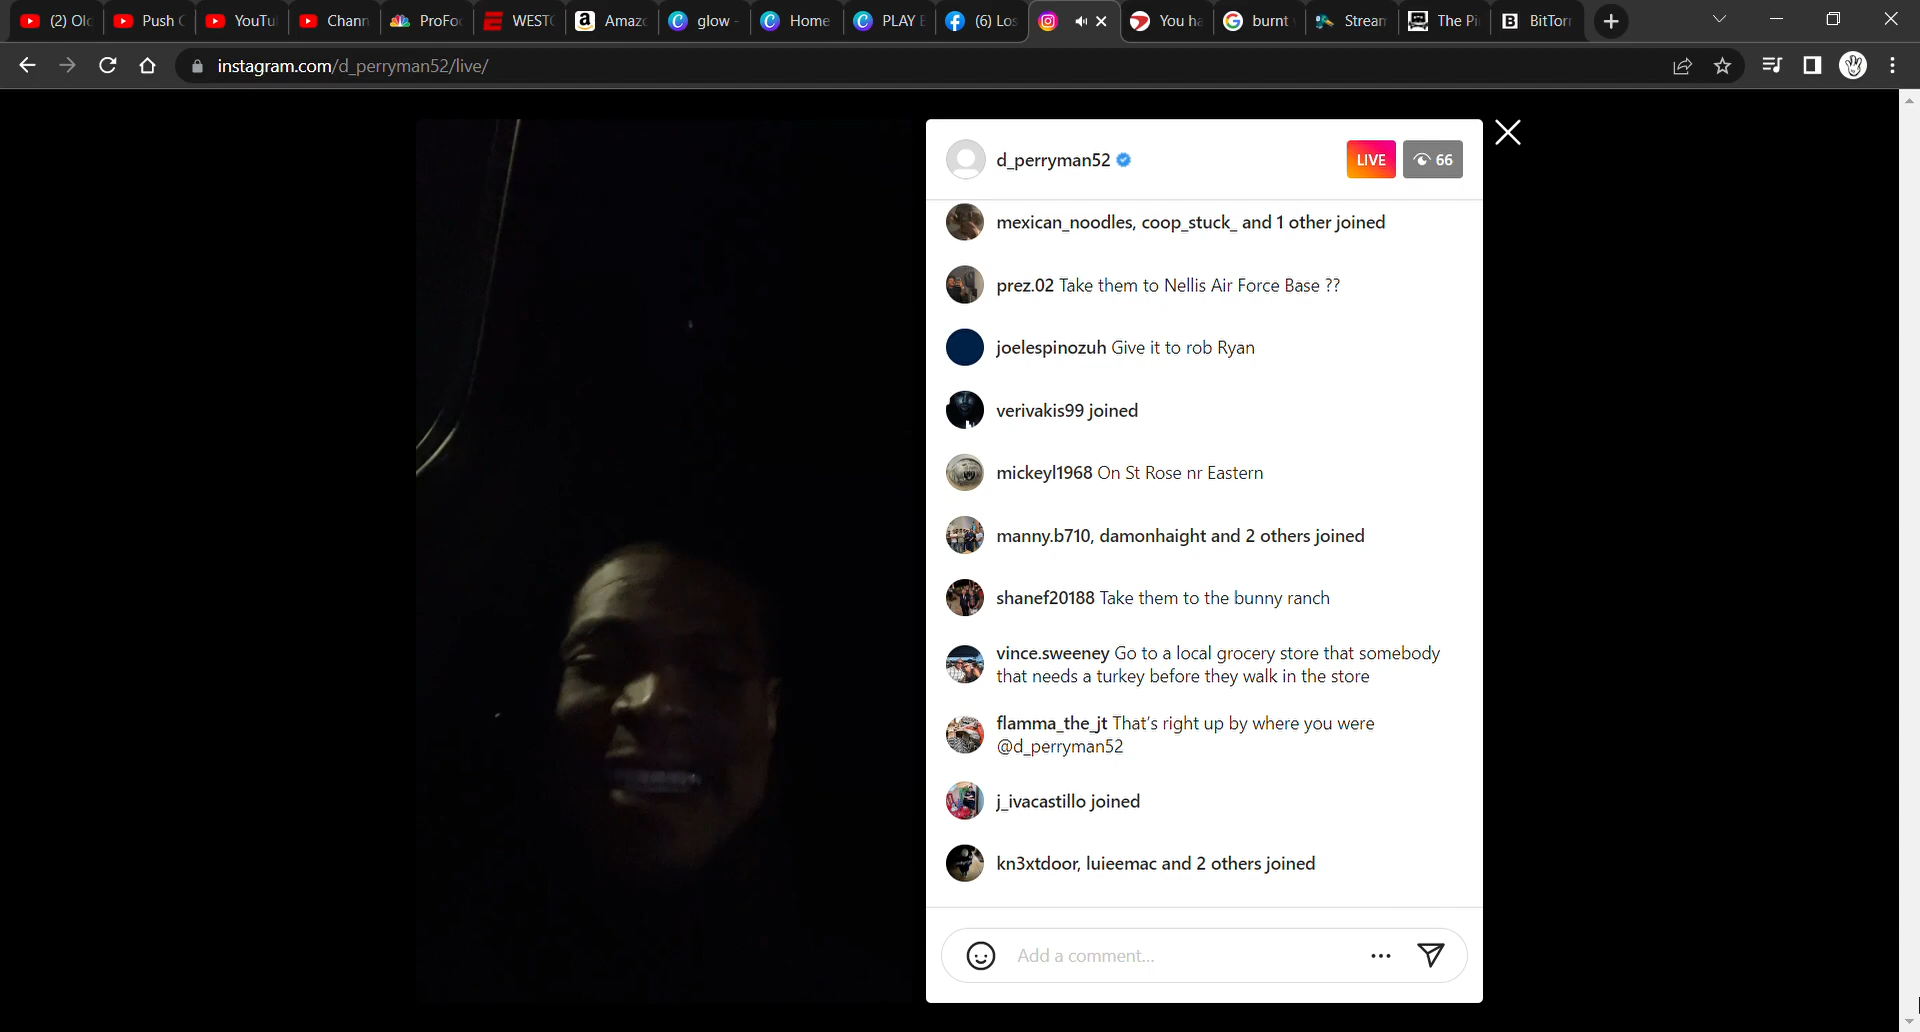 (2) Ol
Push
YouTu
Chann
ProFo
WEST
Amaz
glow
Home
PLAY
(6) Los
You ha
burnt
Stream
The Pi
BitTorr
instagram.com/d_perryman52/live/
d_perryman52
LIVE
66
mexican_noodles, coop_stuck_ and 1 other joined
prez.02 Take them to Nellis Air Force Base ??
joelespinozuh Give it to rob Ryan
verivakis99 joined
mickeyl1968 On St Rose nr Eastern
manny.b710, damonhaight and 2 others joined
shanef20188 Take them to the bunny ranch
vince.sweeney Go to a local grocery store that somebody
that needs a turkey before they walk in the store
flamma_the_jt That's right up by where you were
@d_perryman52
j_ivacastillo joined
kn3xtdoor, luieemac and 2 others joined
Add a comment...